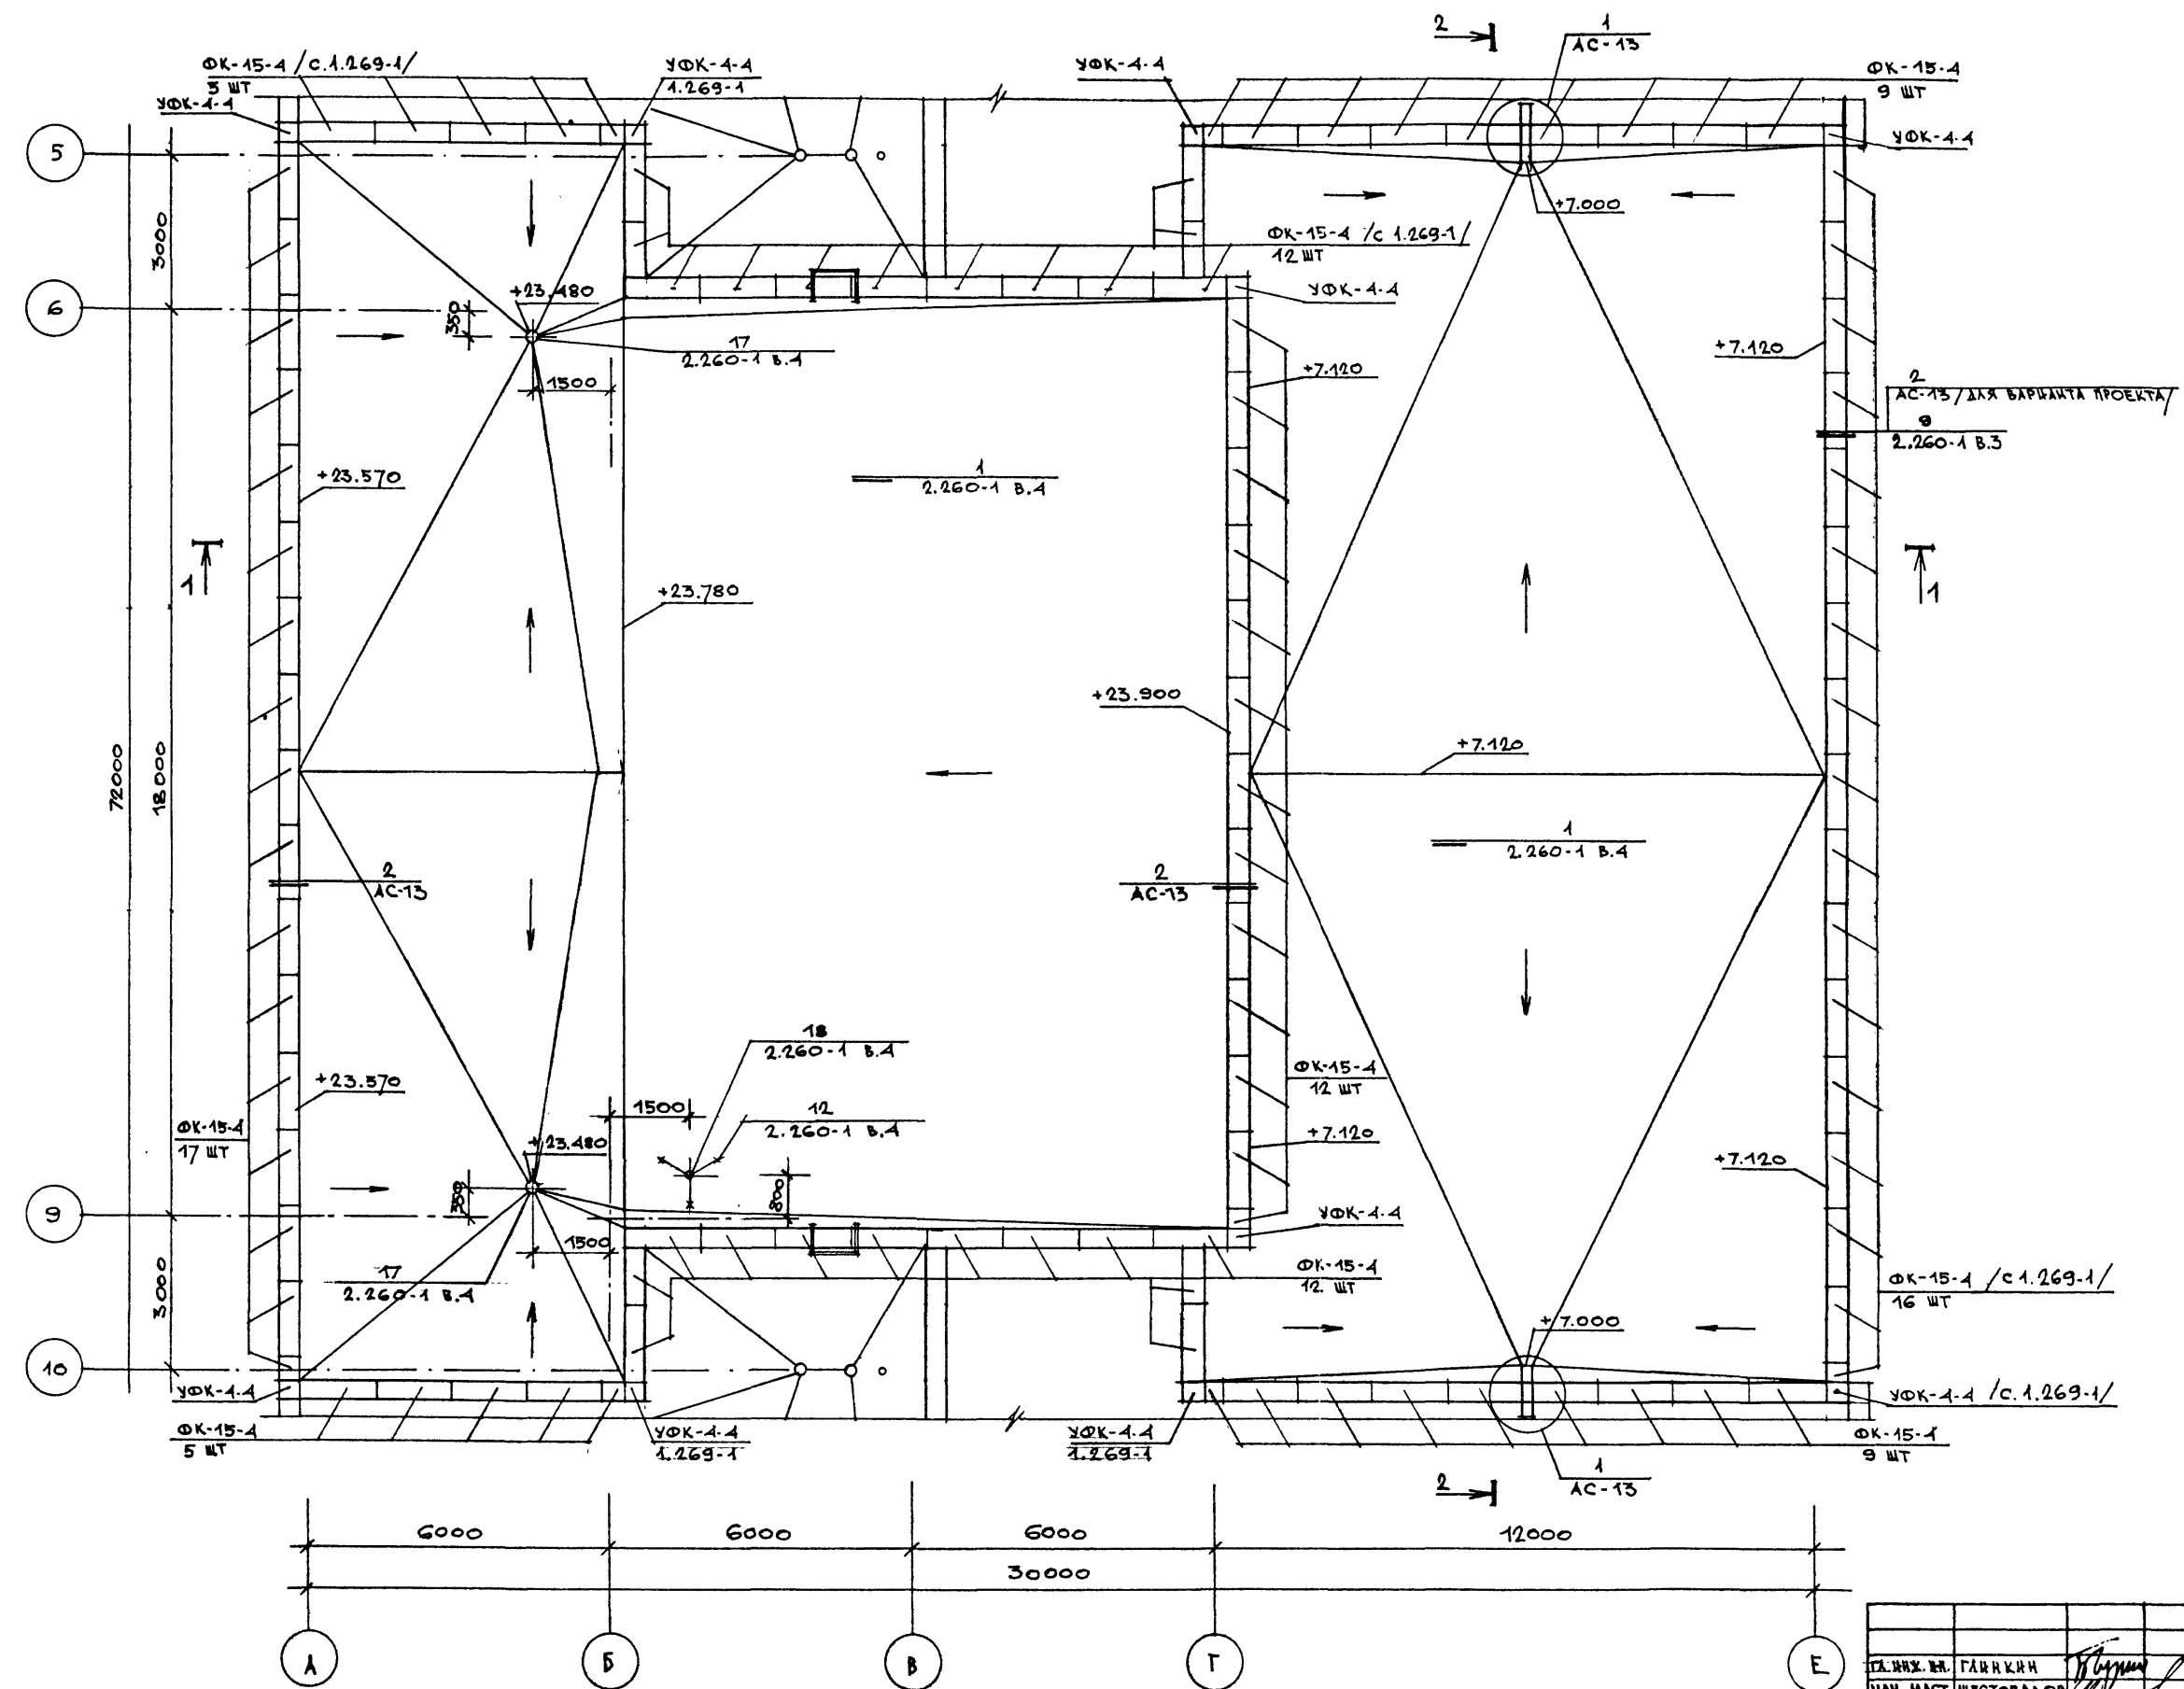 2
1
АС-13
ФК-15-4 /С.1.269-1/
5 ШТ
УФК-4-4
1.269-1
УФК-4-4
ФК-15-4
9 ШТ
УФК-4-4
УФК-4-4
5
3000
+7.000
ФК-15-4 /С 1.269-1/
12 ШТ
6
+23.480
УФК-4-4
350
17
2.260-1 В.4
1500
+7.120
+7.120
2
АС-13 /ДЛЯ ВАРИАНТА ПРОЕКТА/
9
2.260-1 В.3
+23.570
1
2.260-1 В.4
1
1
+23.780
+23.900
+7.120
72000
18000
1
2.260-1 В.4
2
АС-13
2
АС-13
18
2.260-1 В.4
+23.570
ФК-15-4
12 ШТ
1500
12
2.260-1 В.4
ФК-15-4
17 ШТ
+23.480
+7.120
+7.120
350
800
9
УФК-4-4
1500
17
2.260-1 В.4
3000
ФК-15-4
12 ШТ
ФК-15-4 /С 1.269-1/
16 ШТ
+7.000
10
УФК-4-4
УФК-4-4 /С.1.269-1/
ФК-15-4
5 ШТ
УФК-4-4
1.269-1
УФК-4-4
1.269-1
ФК-15-4
9 ШТ
2
1
АС-13
6000
6000
6000
12000
30000
А
Б
В
Г
Е
ГЛ. ИНЖ. ИН. ГЛИНКИН
НАЧ. МАСТ